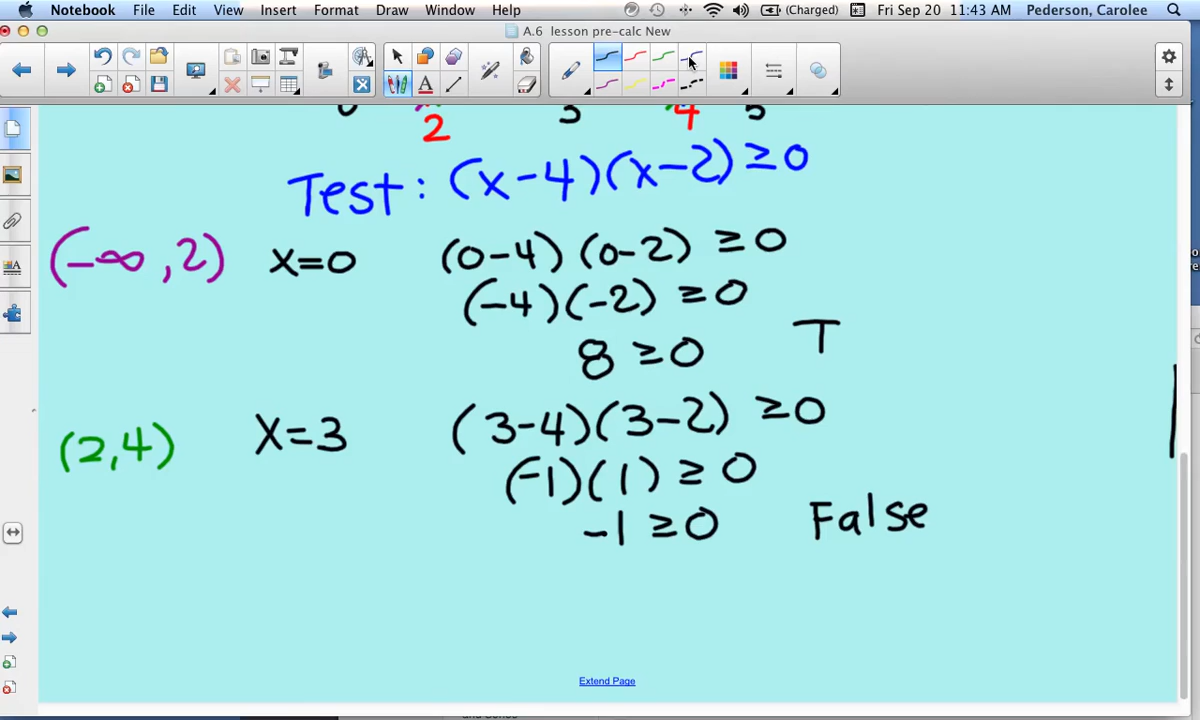 Notebook File Edit View Insert Format Draw Window Help (Charged) Fri Sep 20 11:43 AM Pederson, Carolee
A.6 lesson pre-calc New
2 3 4 5
Test: (x-4)(x-2) ≥0
(-∞,2) x=0 (0-4) (0-2) ≥0
(-4)(-2) ≥0
8 ≥0 T
(2,4) X=3 (3-4)(3-2) ≥0
(-1)(1) ≥ 0
-1 ≥0 False
Extend Page